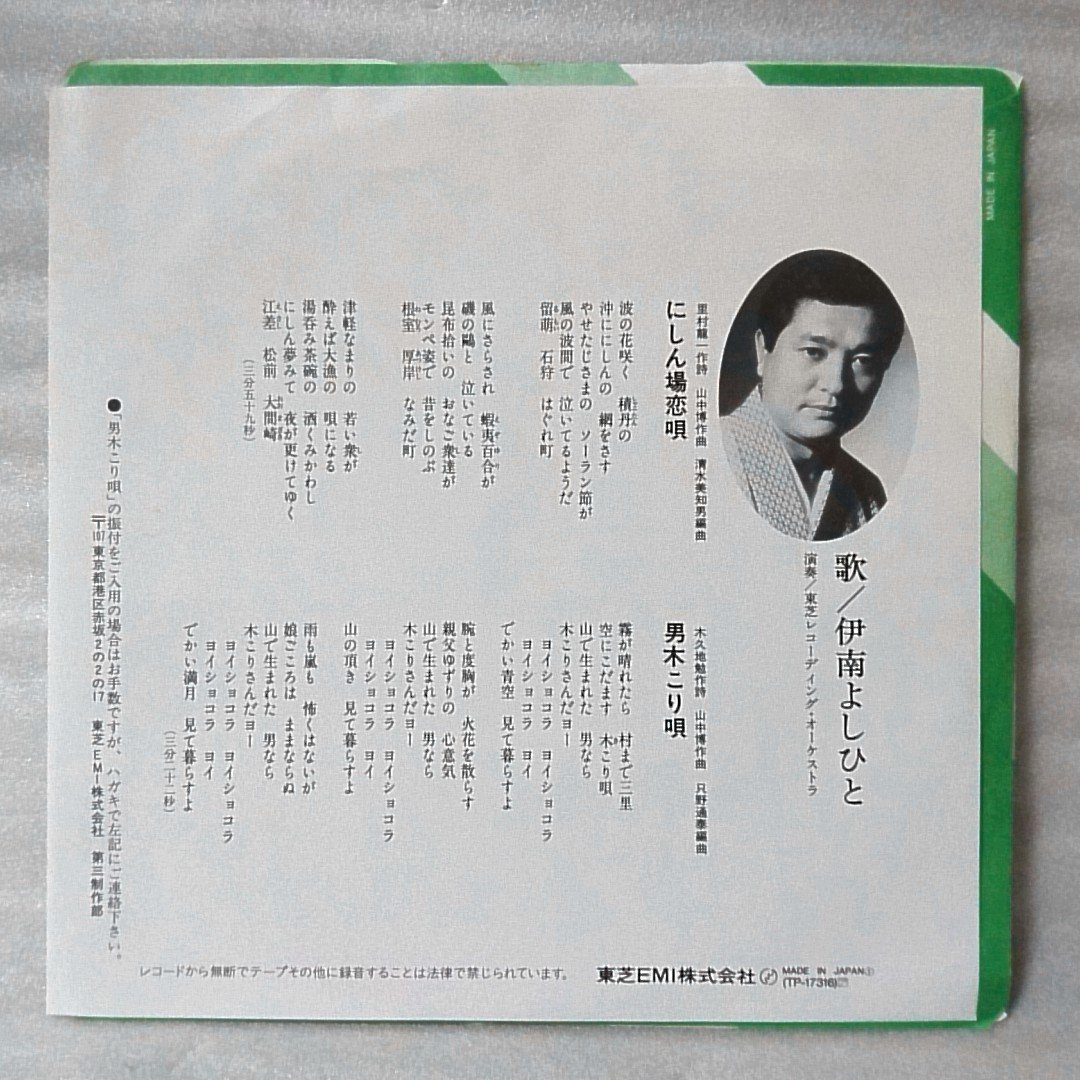 歌／伊南よしひと
演奏／東芝レコーディング・オーケストラ
にしん場恋唄
里村龍一作詩　山中博作曲　清水美知男編曲
波の花咲く　積丹の
沖ににしんの　網をさす
やせたじさまの　ソーラン節が
風の波間で　泣いてるようだ
留萌　石狩　はぐれ町
風にさらされ　蝦夷百合が
磯の鷗と　泣いている
昆布拾いの　おなご衆達が
モンペ姿で　昔をしのぶ
根室　厚岸　なみだ町
津軽なまりの　若い衆が
酔えば大漁の　唄になる
湯呑み茶碗の　酒くみかわし
にしん夢みて　夜が更けてゆく
江差　松前　大間崎
（三分五十九秒）
男木こり唄
木久地勉作詩　山中博作曲　只野通泰編曲
霧が晴れたら　村まで三里
空にこだます　木こり唄
山で生まれた　男なら
木こりさんだヨー
ヨイショコラ　ヨイショコラ
ヨイショコラ　ヨイ
でかい青空　見て暮らすよ
腕と度胸が　火花を散らす
親父ゆずりの　心意気
山で生まれた　男なら
木こりさんだヨー
ヨイショコラ　ヨイショコラ
ヨイショコラ　ヨイ
山の頂き　見て暮らすよ
雨も嵐も　怖くはないが
娘ごころは　ままならぬ
山で生まれた　男なら
木こりさんだヨー
ヨイショコラ　ヨイショコラ
ヨイショコラ　ヨイ
でかい満月　見て暮らすよ
（三分二十二秒）
●「男木こり唄」の振付をご入用の場合はお手数ですが、ハガキで左記にご連絡下さい。
〒107東京都港区赤坂2の2の17　東芝EMI株式会社　第三制作部
レコードから無断でテープその他に録音することは法律で禁じられています。
東芝EMI株式会社
MADE IN JAPAN
(TP-17316)
MADE IN JAPAN